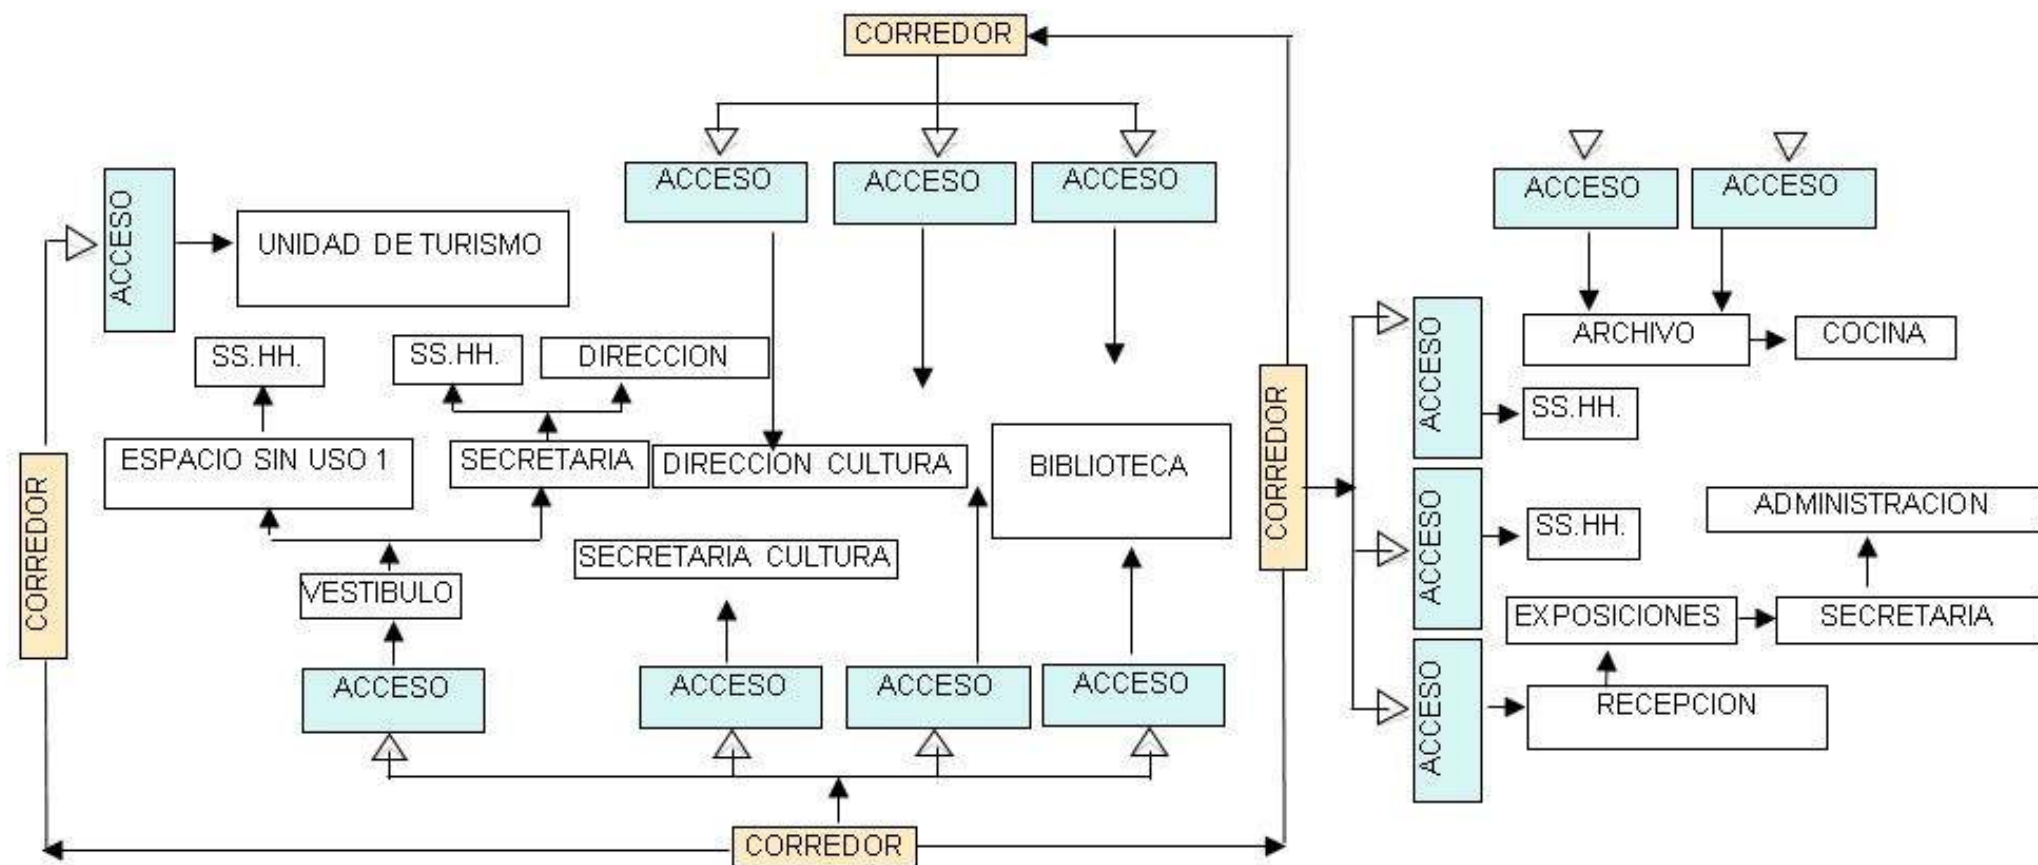 CORREDOR
ACCESO
ACCESO
ACCESO
ACCESO
ACCESO
ACCESO
UNIDAD DE TURISMO
SS.HH.
SS.HH.
DIRECCION
ESPACIO SIN USO 1
SECRETARIA
DIRECCION CULTURA
BIBLIOTECA
CORREDOR
CORREDOR
SECRETARIA CULTURA
VESTIBULO
ACCESO
ACCESO
ACCESO
ACCESO
CORREDOR
ACCESO
ARCHIVO
COCINA
SS.HH.
ACCESO
SS.HH.
ADMINISTRACION
EXPOSICIONES
SECRETARIA
ACCESO
RECEPCION